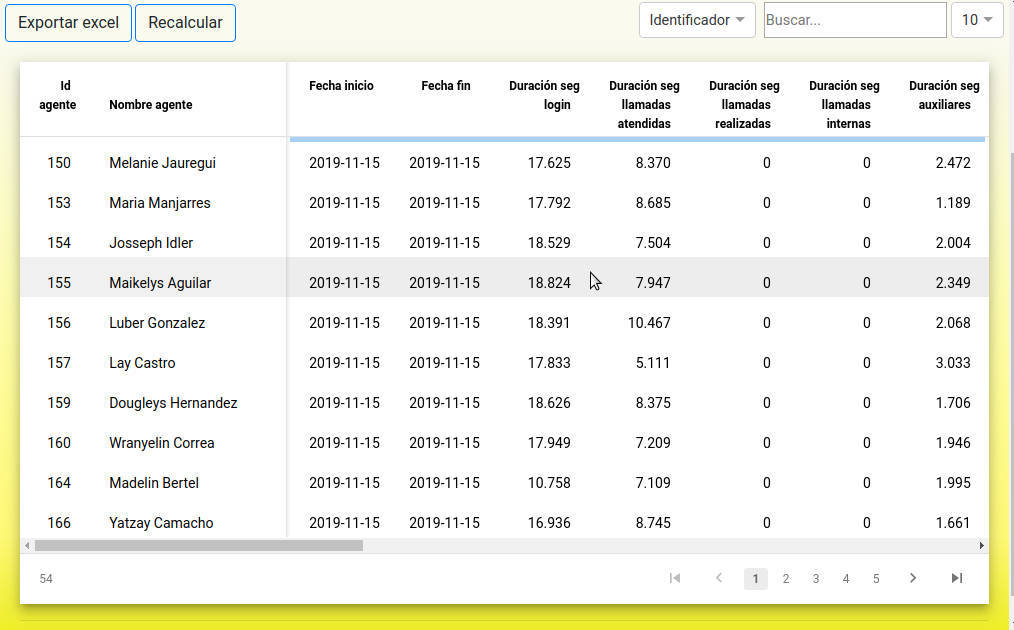 Exportar excel Recalcular Identificador Buscar... 10
Id agente Nombre agente Fecha inicio Fecha fin Duración seg login Duración seg llamadas atendidas Duración seg llamadas realizadas Duración seg llamadas internas Duración seg auxiliares
150 Melanie Jauregui 2019-11-15 2019-11-15 17.625 8.370 0 0 2.472
153 Maria Manjarres 2019-11-15 2019-11-15 17.792 8.685 0 0 1.189
154 Josseph Idler 2019-11-15 2019-11-15 18.529 7.504 0 0 2.004
155 Maikelys Aguilar 2019-11-15 2019-11-15 18.824 7.947 0 0 2.349
156 Luber Gonzalez 2019-11-15 2019-11-15 18.391 10.467 0 0 2.068
157 Lay Castro 2019-11-15 2019-11-15 17.833 5.111 0 0 3.033
159 Dougleys Hernandez 2019-11-15 2019-11-15 18.626 8.375 0 0 1.706
160 Wranyelin Correa 2019-11-15 2019-11-15 17.949 7.209 0 0 1.946
164 Madelin Bertel 2019-11-15 2019-11-15 10.758 7.109 0 0 1.995
166 Yatzay Camacho 2019-11-15 2019-11-15 16.936 8.745 0 0 1.661
54 1 2 3 4 5